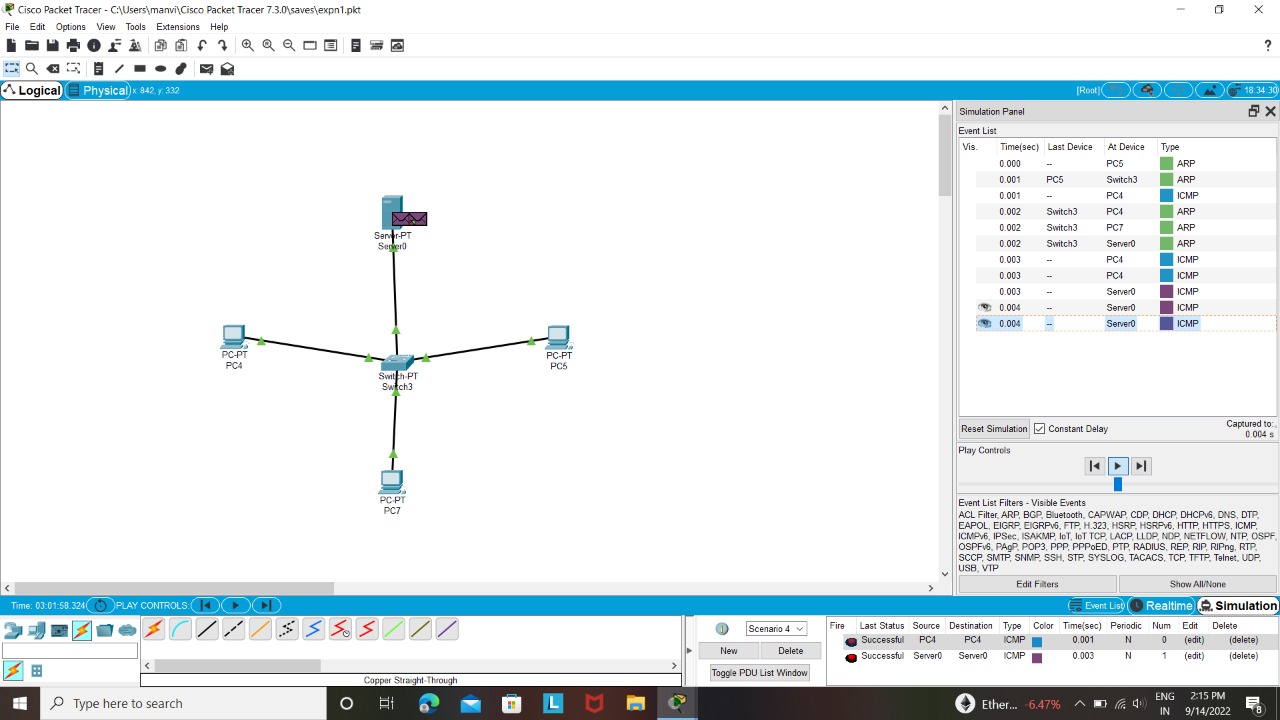 Cisco Packet Tracer - C:\Users\manvi\Cisco Packet Tracer 7.3.0\saves\expn1.pkt
File Edit Options View Tools Extensions Help
?
Logical Physical x: 842, y: 332 [Root] 18:34:30
Simulation Panel
Event List
Vis. Time(sec) Last Device At Device Type
0.000 -- PC5 ARP
0.001 PC5 Switch3 ARP
0.001 -- PC4 ICMP
0.002 Switch3 PC4 ARP
0.002 Switch3 PC7 ARP
0.002 Switch3 Server0 ARP
0.003 -- PC4 ICMP
0.003 -- PC4 ICMP
0.003 -- Server0 ICMP
0.004 -- Server0 ICMP
0.004 -- Server0 ICMP
Server-PT
Server0
PC-PT
PC4
Switch-PT
Switch3
PC-PT
PC5
PC-PT
PC7
Reset Simulation Constant Delay Captured to:
0.004 s
Play Controls
Event List Filters - Visible Events
ACL Filter, ARP, BGP, Bluetooth, CAPWAP, CDP, DHCP, DHCPv6, DNS, DTP,
EAPOL, EIGRP, EIGRPv6, FTP, H.323, HSRP, HSRPv6, HTTP, HTTPS, ICMP,
ICMPv6, IPSec, ISAKMP, IoT, IoT TCP, LACP, LLDP, NDP, NETFLOW, NTP, OSPF,
OSPFv6, PAgP, POP3, PPP, PPPoED, PTP, RADIUS, REP, RIP, RIPng, RTP,
SCCP, SMTP, SNMP, SSH, STP, SYSLOG, TACACS, TCP, TFTP, Telnet, UDP,
USB, VTP
Edit Filters Show All/None
Time: 03:01:58.324 PLAY CONTROLS: Event List Realtime Simulation
Scenario 4
New Delete
Toggle PDU List Window
Fire Last Status Source Destination Type Color Time(sec) Periodic Num Edit Delete
Successful PC4 PC4 ICMP 0.001 N 0 (edit) (delete)
Successful Server0 Server0 ICMP 0.003 N 1 (edit) (delete)
Copper Straight-Through
Type here to search
L
Ether... -6.47%
ENG
IN
2:15 PM
9/14/2022
8